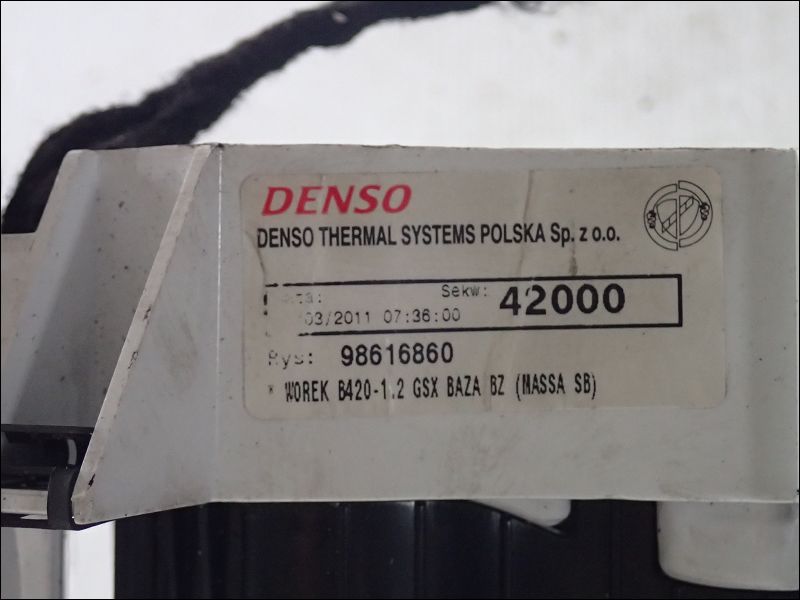 DENSO
DENSO THERMAL SYSTEMS POLSKA Sp. z o.o.
Sekw: 42000
03/2011 07:36:00
Rys: 98616860
* WOREK B420-1.2 GSX BAZA BZ (MASSA SB)